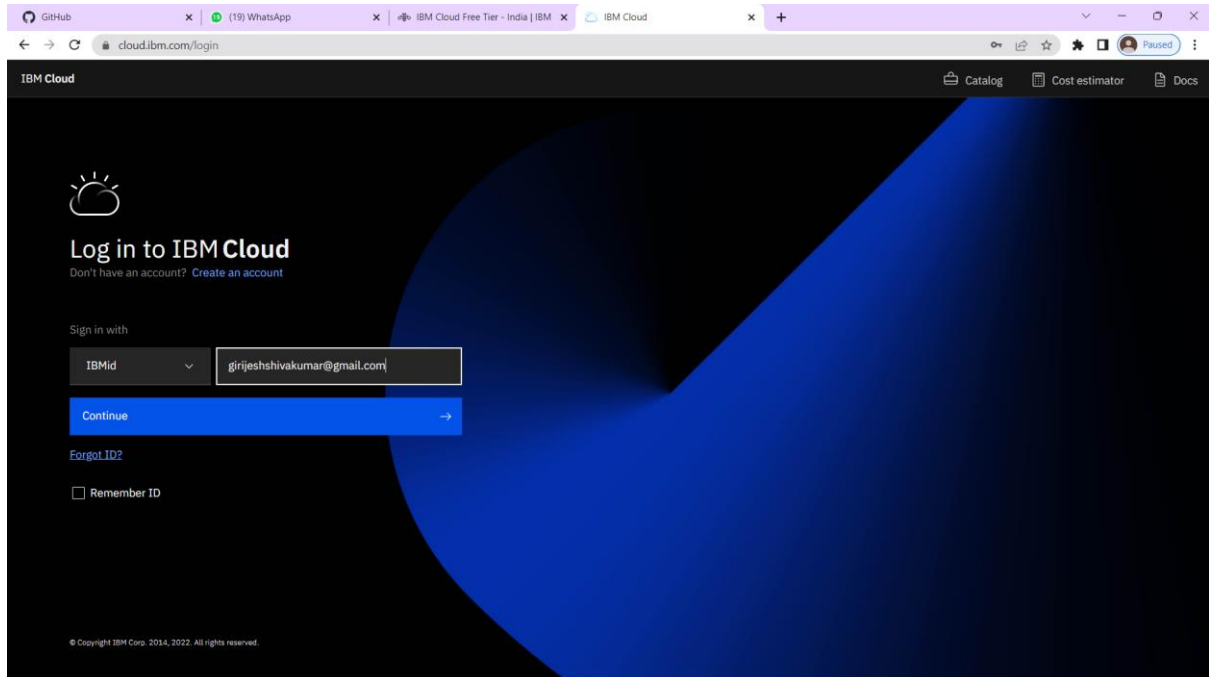 GitHub (19) WhatsApp IBM Cloud Free Tier - India | IBM IBM Cloud
cloud.ibm.com/login Paused
IBM Cloud Catalog Cost estimator Docs
Log in to IBM Cloud
Don't have an account? Create an account
Sign in with
IBMid girijeshshivakumar@gmail.com
Continue
Forgot ID?
Remember ID
© Copyright IBM Corp. 2014, 2022. All rights reserved.